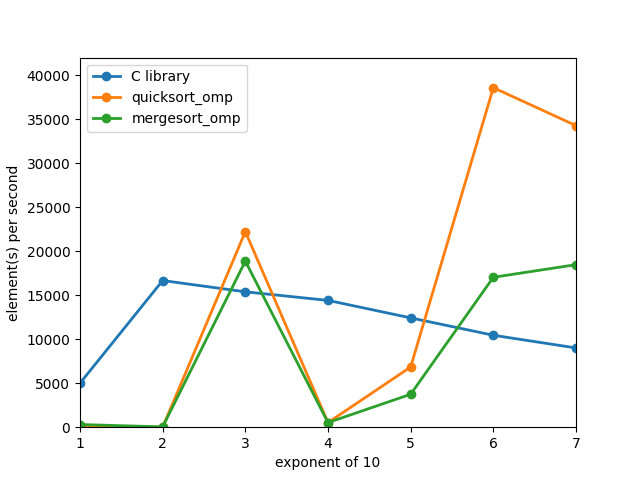 C library
quicksort_omp
mergesort_omp
element(s) per second
40000
35000
30000
25000
20000
15000
10000
5000
0
1 2 3 4 5 6 7
exponent of 10